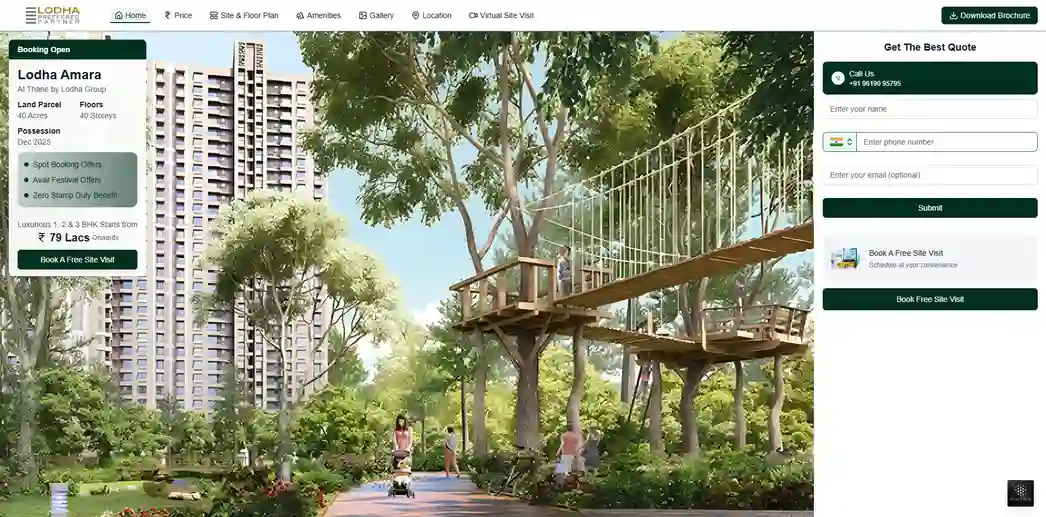 LODHA
PREFFERED
PARTNER
Home
Price
Site & Floor Plan
Amenities
Gallery
Location
Virtual Site Visit
Download Brochure
Booking Open
Lodha Amara
At Thane by Lodha Group
Land Parcel
Floors
40 Acres
40 Storeys
Possession
Dec 2025
Spot Booking Offers
Avail Festival Offers
Zero Stamp Duty Benefit
Luxurious 1, 2 & 3 BHK Starts from
₹ 79 Lacs Onwards
Book A Free Site Visit
Get The Best Quote
Call Us
+91 96190 95795
Enter your name
Enter phone number
Enter your email (optional)
Submit
Book A Free Site Visit
Schedule at your convenience
Book Free Site Visit